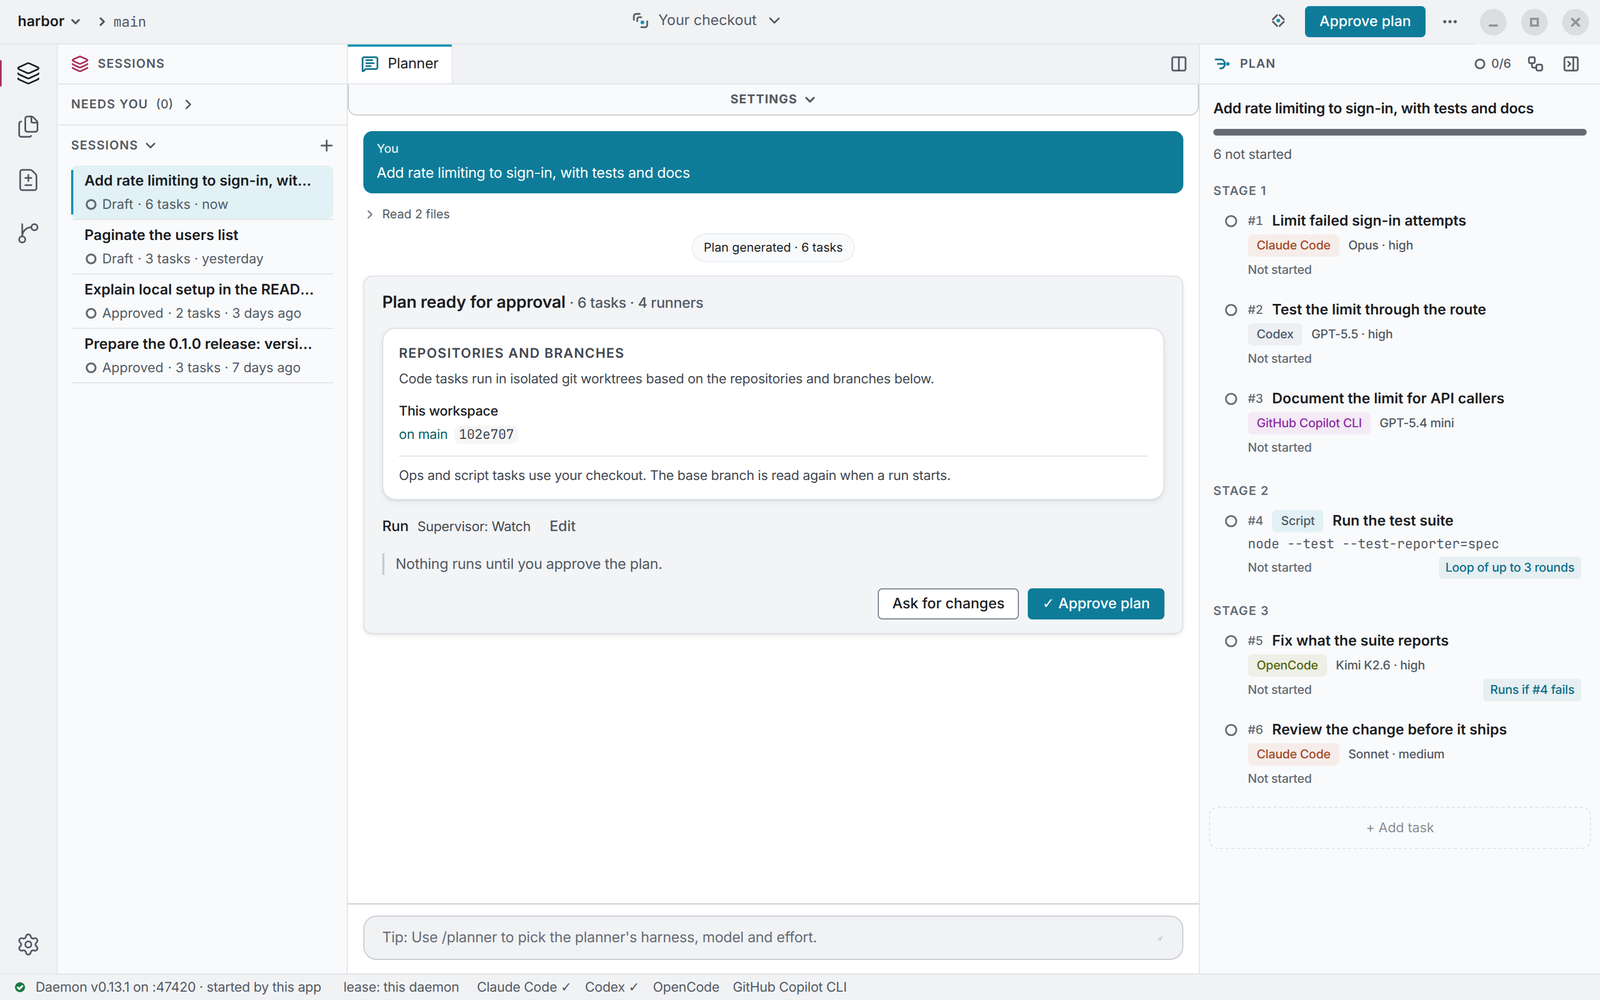 harbor
main
Your checkout
Approve plan
SESSIONS
NEEDS YOU (0)
SESSIONS
Add rate limiting to sign-in, wit...
Draft · 6 tasks · now
Paginate the users list
Draft · 3 tasks · yesterday
Explain local setup in the READ...
Approved · 2 tasks · 3 days ago
Prepare the 0.1.0 release: versi...
Approved · 3 tasks · 7 days ago
Planner
SETTINGS
You
Add rate limiting to sign-in, with tests and docs
Read 2 files
Plan generated · 6 tasks
Plan ready for approval · 6 tasks · 4 runners
REPOSITORIES AND BRANCHES
Code tasks run in isolated git worktrees based on the repositories and branches below.
This workspace
on main 102e707
Ops and script tasks use your checkout. The base branch is read again when a run starts.
Run Supervisor: Watch Edit
Nothing runs until you approve the plan.
Ask for changes
✓ Approve plan
Tip: Use /planner to pick the planner's harness, model and effort.
PLAN
0/6
Add rate limiting to sign-in, with tests and docs
6 not started
STAGE 1
#1 Limit failed sign-in attempts
Claude Code Opus · high
Not started
#2 Test the limit through the route
Codex GPT-5.5 · high
Not started
#3 Document the limit for API callers
GitHub Copilot CLI GPT-5.4 mini
Not started
STAGE 2
#4 Script Run the test suite
node --test --test-reporter=spec
Not started Loop of up to 3 rounds
STAGE 3
#5 Fix what the suite reports
OpenCode Kimi K2.6 · high
Not started Runs if #4 fails
#6 Review the change before it ships
Claude Code Sonnet · medium
Not started
+ Add task
Daemon v0.13.1 on :47420 · started by this app lease: this daemon Claude Code ✓ Codex ✓ OpenCode GitHub Copilot CLI